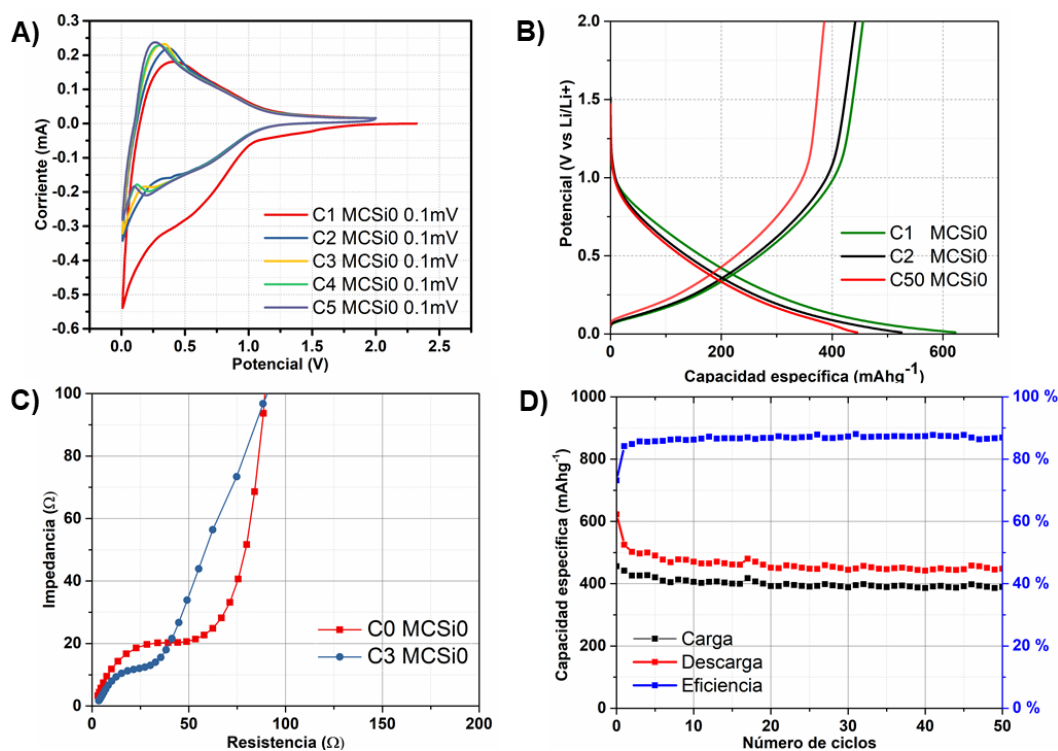 A)
0.3
0.2
0.1
0.0
-0.1
-0.2
-0.3
-0.4
-0.5
-0.6
Corriente (mA)
C1 MCSi0 0.1mV
C2 MCSi0 0.1mV
C3 MCSi0 0.1mV
C4 MCSi0 0.1mV
C5 MCSi0 0.1mV
0.0 0.5 1.0 1.5 2.0 2.5
Potencial (V)
B)
2.0
1.5
1.0
0.5
0.0
Potencial (V vs Li/Li+)
C1 MCSi0
C2 MCSi0
C50 MCSi0
0 200 400 600
Capacidad específica (mAhg⁻¹)
C)
100
80
60
40
20
0
Impedancia (Ω)
C0 MCSi0
C3 MCSi0
0 50 100 150 200
Resistencia (Ω)
D)
1000
800
600
400
200
0
Capacidad específica (mAhg⁻¹)
100 %
80 %
60 %
40 %
20 %
0 %
Carga
Descarga
Eficiencia
0 10 20 30 40 50
Número de ciclos